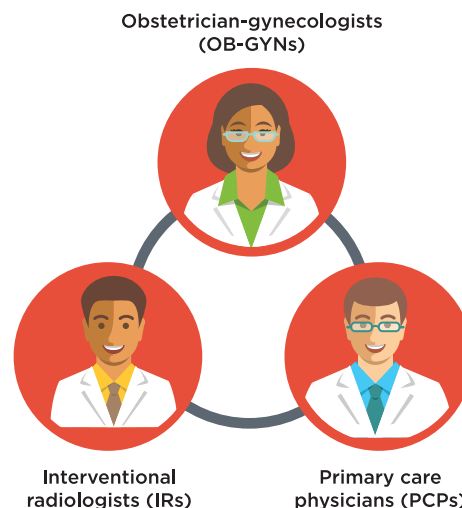 Obstetrician-gynecologists
(OB-GYNs)
Interventional
radiologists (IRs)
Primary care
physicians (PCPs)